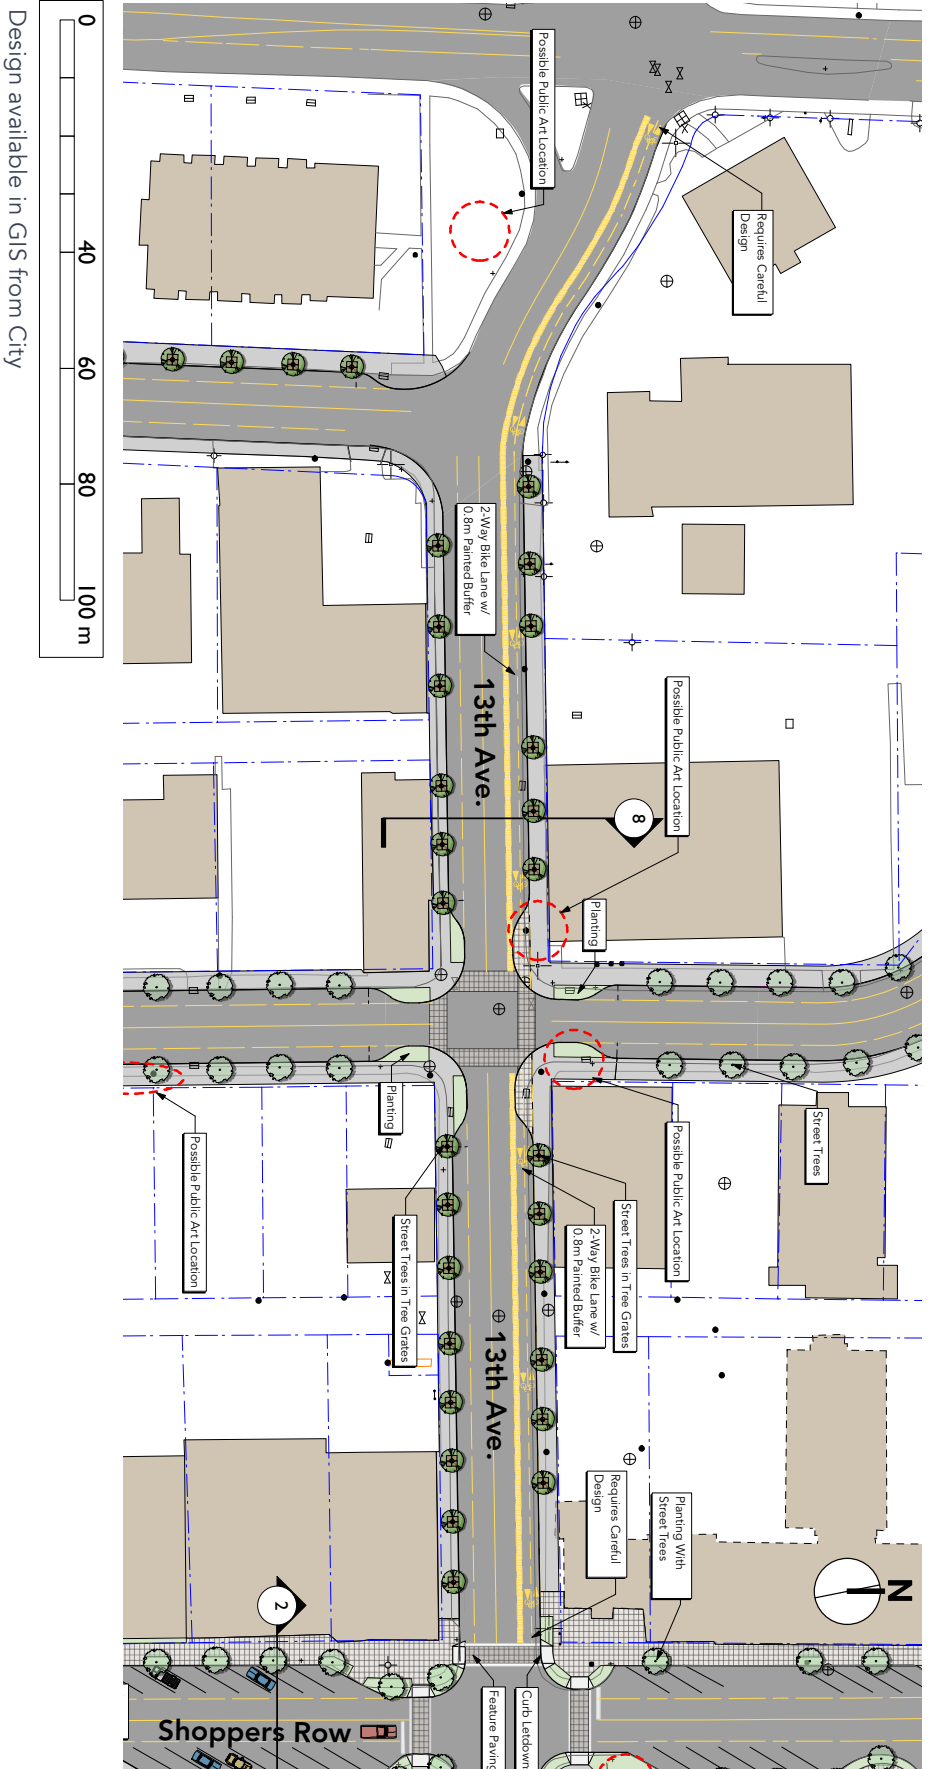 0
40
60
80
100 m
Design available in GIS from City
Possible Public Art Location
Requires Careful
Design
2-Way Bike Lane w/
0.8m Painted Buffer
13th Ave.
Possible Public Art Location
8
Planting
Planting
Possible Public Art Location
Possible Public Art Location
Street Trees
Street Trees in Tree Grates
Street Trees in Tree Grates
2-Way Bike Lane w/
0.8m Painted Buffer
13th Ave.
Requires Careful
Design
Planting With
Street Trees
N
2
Curb Letdown
Feature Paving
Shoppers Row